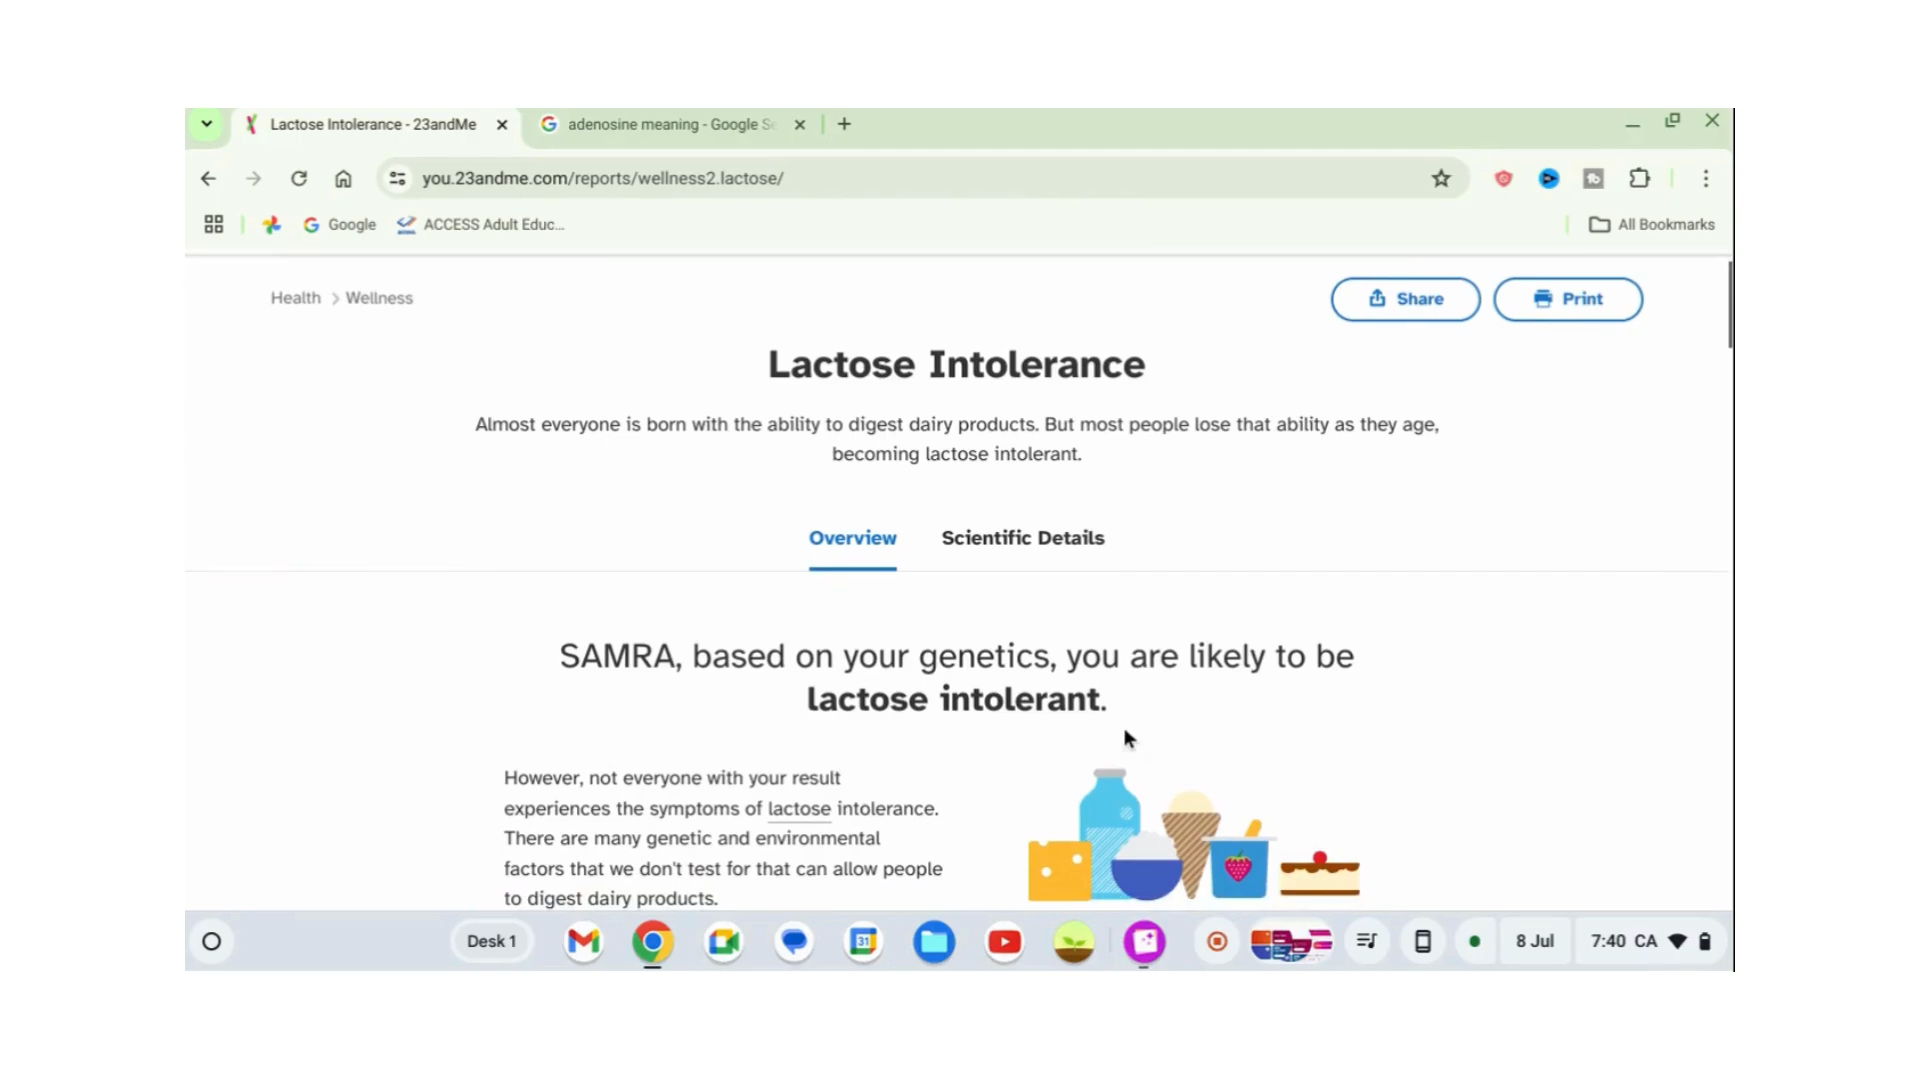 Lactose Intolerance - 23andMe
adenosine meaning - Google Se
you.23andme.com/reports/wellness2.lactose/
Google
ACCESS Adult Educ...
All Bookmarks
Health > Wellness
Share
Print
Lactose Intolerance
Almost everyone is born with the ability to digest dairy products. But most people lose that ability as they age,
becoming lactose intolerant.
Overview
Scientific Details
SAMRA, based on your genetics, you are likely to be
lactose intolerant.
However, not everyone with your result
experiences the symptoms of lactose intolerance.
There are many genetic and environmental
factors that we don't test for that can allow people
to digest dairy products.
Desk 1
31
8 Jul
7:40 CA